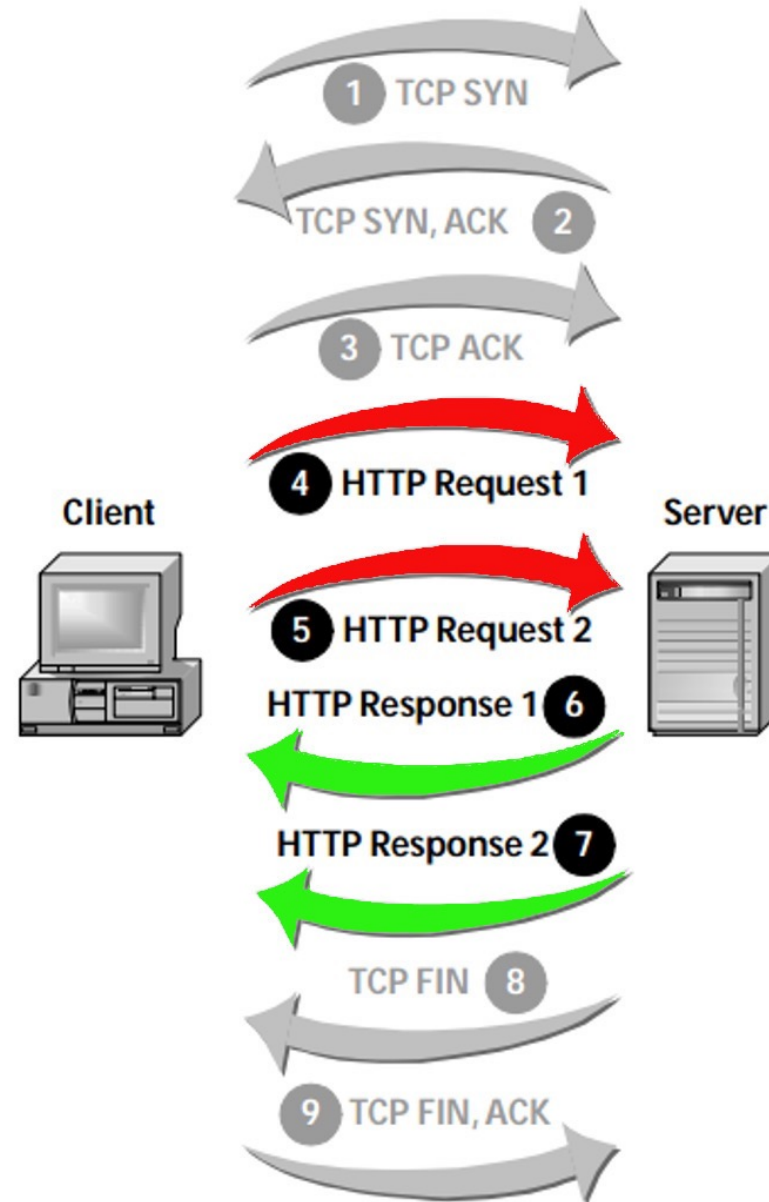 1 TCP SYN
TCP SYN, ACK 2
3 TCP ACK
4 HTTP Request 1
Client
Server
5 HTTP Request 2
HTTP Response 1 6
HTTP Response 2 7
TCP FIN 8
9 TCP FIN, ACK